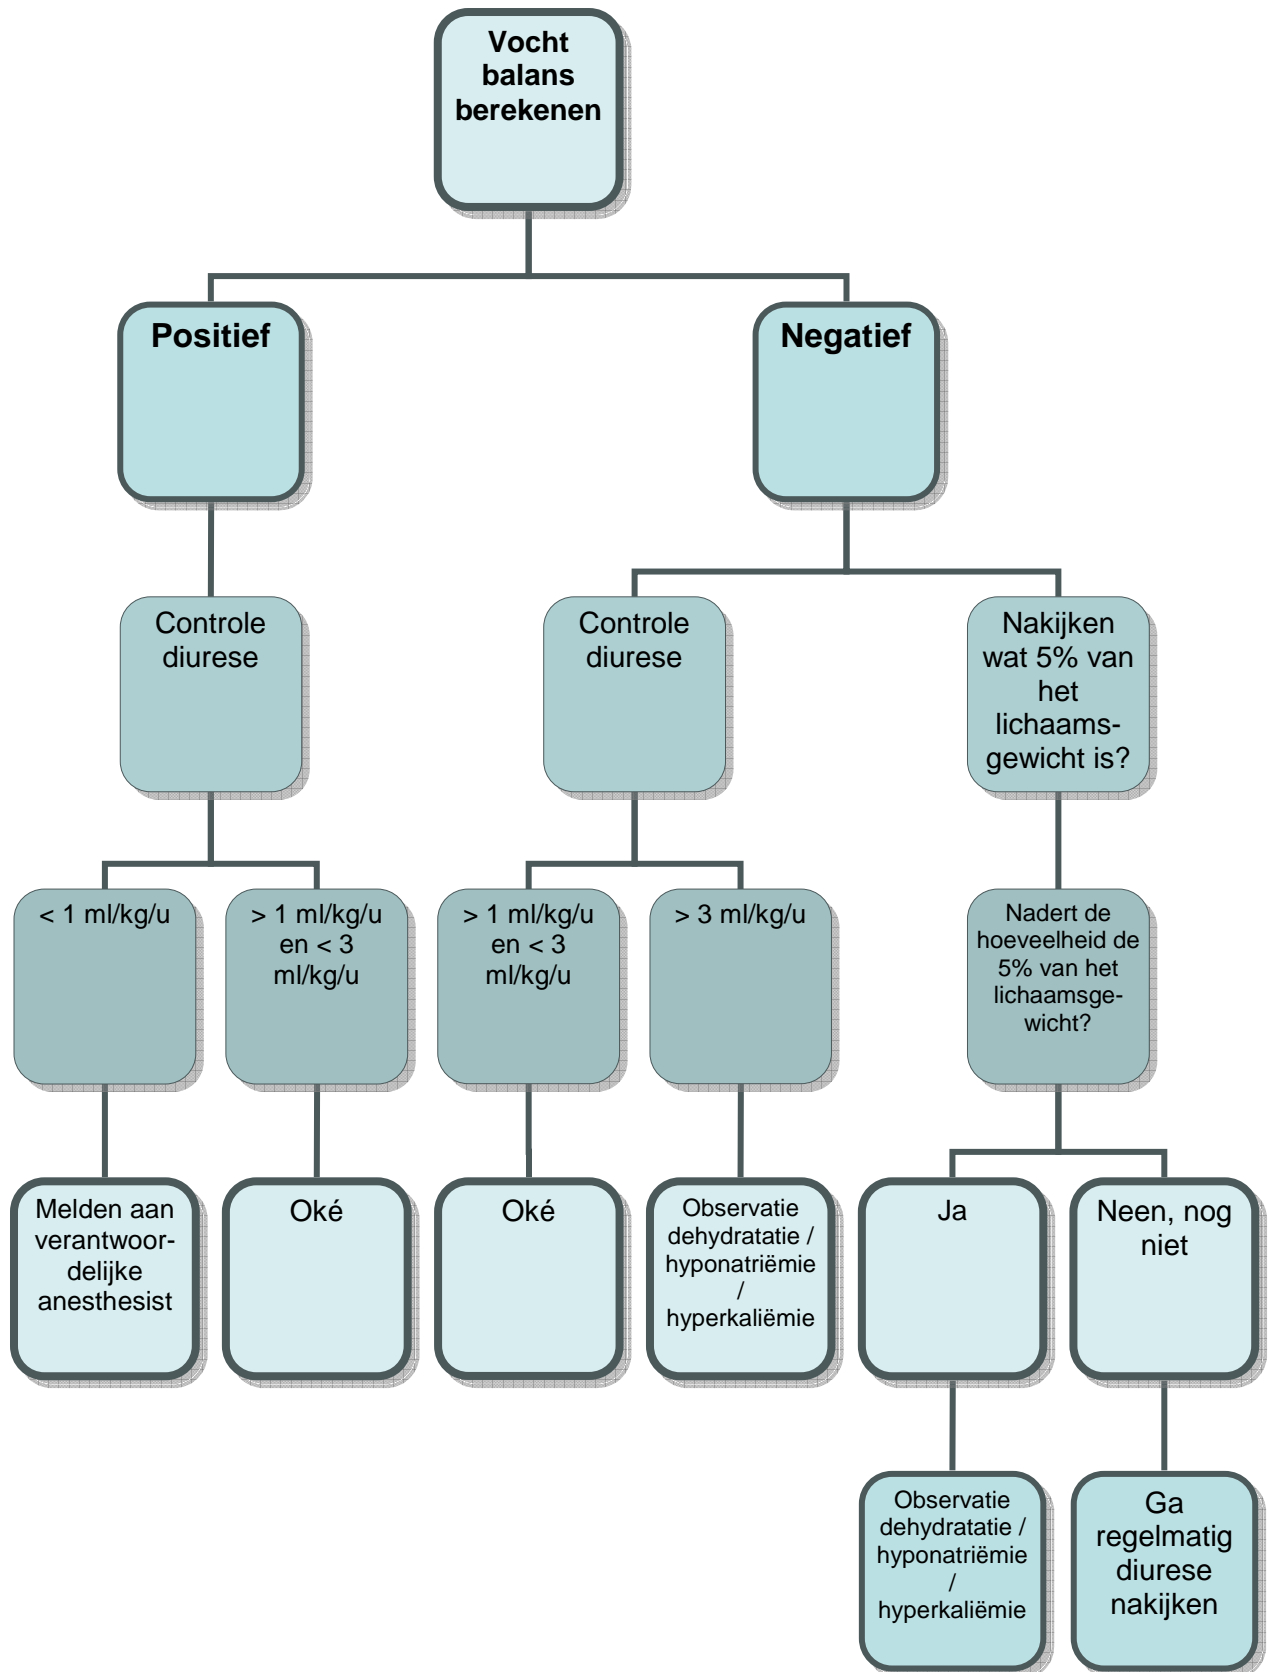 Vocht
balans
berekenen
Positief
Negatief
Controle
diurese
Controle
diurese
Nakijken
wat 5% van
het
lichaams-
gewicht is?
< 1 ml/kg/u
> 1 ml/kg/u
en < 3
ml/kg/u
> 1 ml/kg/u
en < 3
ml/kg/u
> 3 ml/kg/u
Nadert de
hoeveelheid de
5% van het
lichaamsge-
wicht?
Melden aan
verantwoor-
delijke
anesthesist
Oké
Oké
Observatie
dehydratatie /
hyponatriëmie
/
hyperkaliëmie
Ja
Neen, nog
niet
Observatie
dehydratatie /
hyponatriëmie
/
hyperkaliëmie
Ga
regelmatig
diurese
nakijken